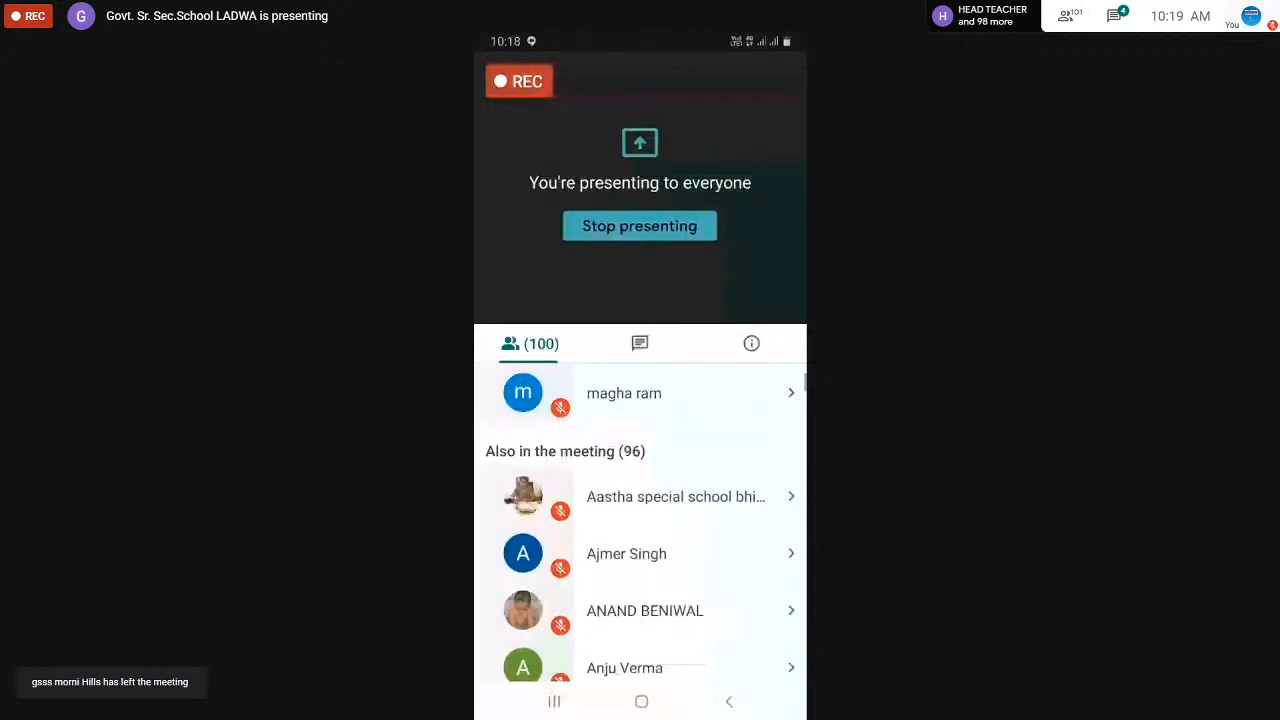 REC
G
Govt. Sr. Sec.School LADWA is presenting
H
HEAD TEACHER
and 98 more
101
4
10:19 AM
You
10:18
REC
You're presenting to everyone
Stop presenting
(100)
m
magha ram
Also in the meeting (96)
Aastha special school bhi...
A
Ajmer Singh
ANAND BENIWAL
A
Anju Verma
gsss morni Hills has left the meeting